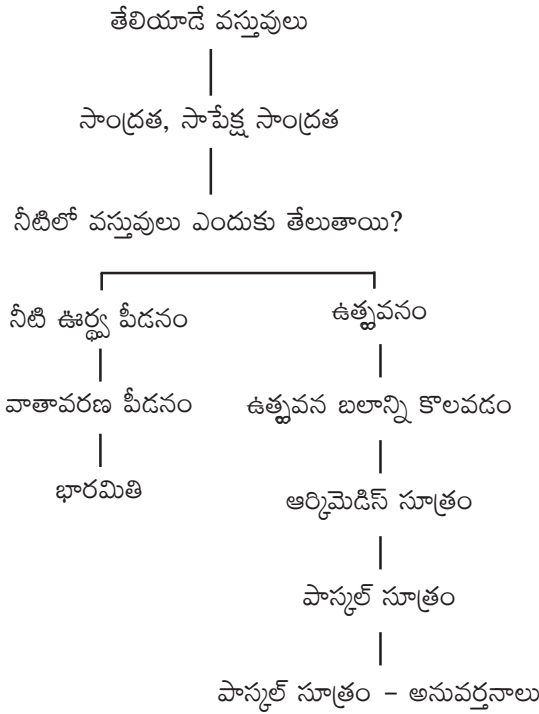 తేలియాడే వస్తువులు
సాంద్రత, సాపేక్ష సాంద్రత
నీటిలో వస్తువులు ఎందుకు తేలుతాయి?
నీటి ఊర్ధ్వ పీడనం
ఉత్ప్లవనం
వాతావరణ పీడనం
ఉత్ప్లవన బలాన్ని కొలవడం
భారమితి
ఆర్కిమెడిస్ సూత్రం
పాస్కల్ సూత్రం
పాస్కల్ సూత్రం – అనువర్తనాలు